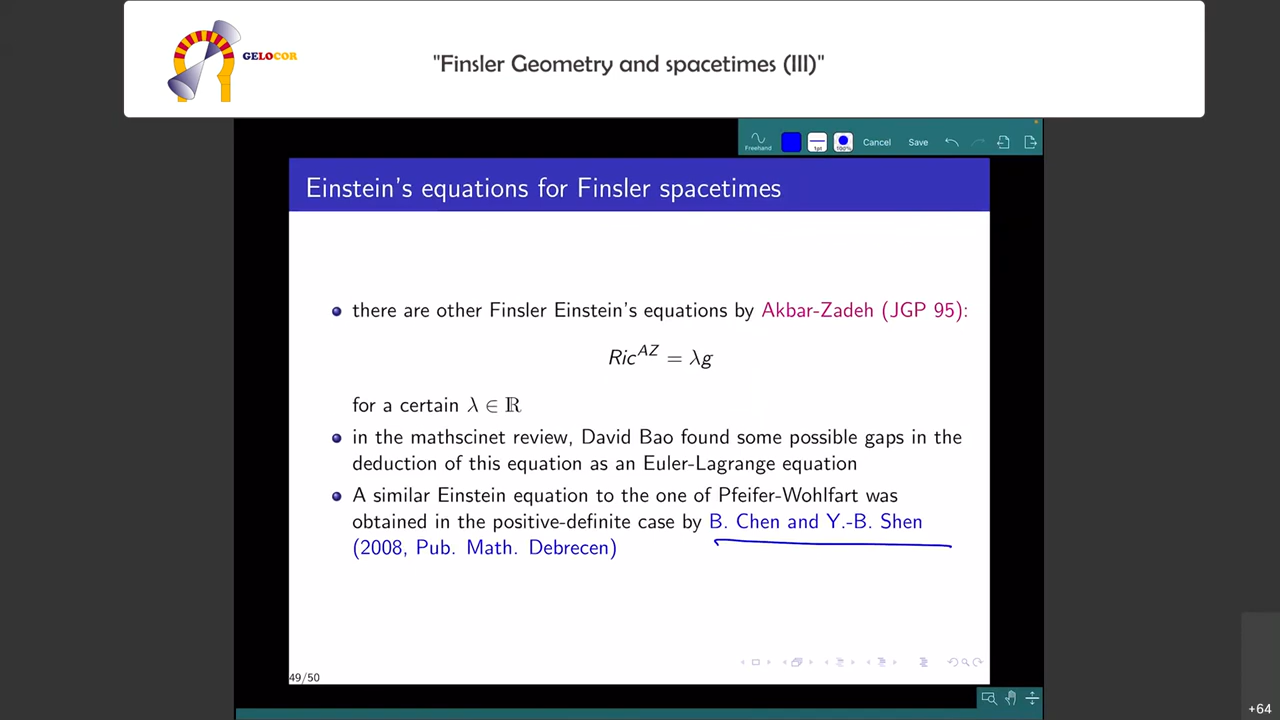 GELOCOR
"Finsler Geometry and spacetimes (III)"
Freehand
1pt
100%
Cancel
Save
Einstein's equations for Finsler spacetimes
there are other Finsler Einstein's equations by Akbar-Zadeh (JGP 95):
Ric^AZ = λg
for a certain λ ∈ ℝ
in the mathscinet review, David Bao found some possible gaps in the
deduction of this equation as an Euler-Lagrange equation
A similar Einstein equation to the one of Pfeifer-Wohlfart was
obtained in the positive-definite case by B. Chen and Y.-B. Shen
(2008, Pub. Math. Debrecen)
49/50
+64